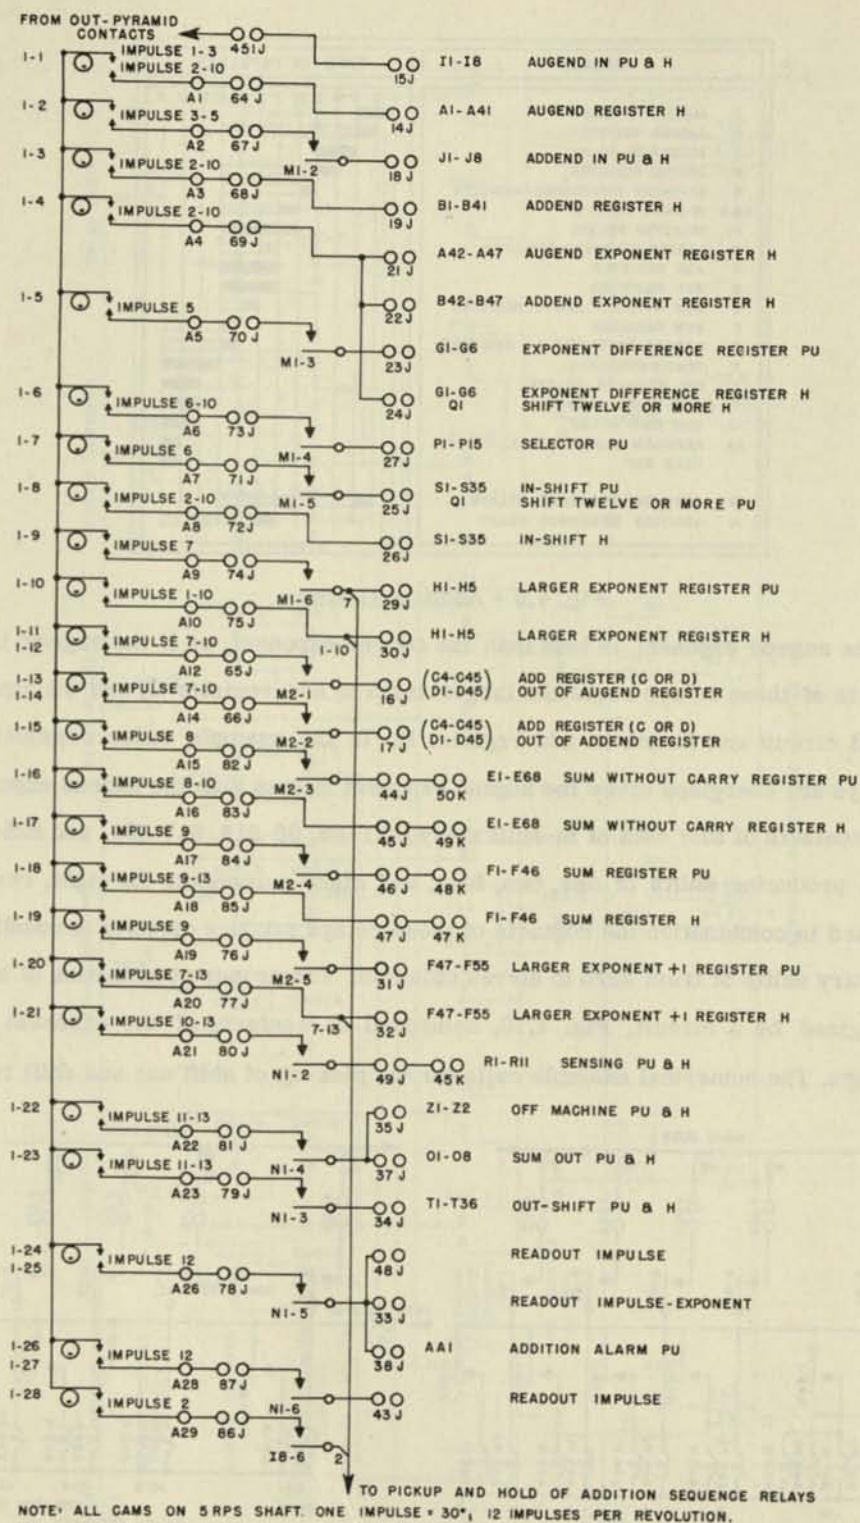 FROM OUT-PYRAMID
CONTACTS
451J
1-1 IMPULSE 1-3
IMPULSE 2-10
15J I1-I8 AUGEND IN PU & H
A1 64J
14J A1-A41 AUGEND REGISTER H
1-2 IMPULSE 3-5
A2 67J
M1-2 18J J1-J8 ADDEND IN PU & H
1-3 IMPULSE 2-10
A3 68J
19J B1-B41 ADDEND REGISTER H
1-4 IMPULSE 2-10
A4 69J
21J A42-A47 AUGEND EXPONENT REGISTER H
22J B42-B47 ADDEND EXPONENT REGISTER H
1-5 IMPULSE 5
A5 70J
M1-3 23J G1-G6 EXPONENT DIFFERENCE REGISTER PU
24J G1-G6 EXPONENT DIFFERENCE REGISTER H
Q1 SHIFT TWELVE OR MORE H
1-6 IMPULSE 6-10
A6 73J
M1-4 27J P1-P15 SELECTOR PU
1-7 IMPULSE 6
A7 71J
M1-5 25J S1-S35 IN-SHIFT PU
Q1 SHIFT TWELVE OR MORE PU
1-8 IMPULSE 2-10
A8 72J
26J S1-S35 IN-SHIFT H
1-9 IMPULSE 7
A9 74J
M1-6 7 29J H1-H5 LARGER EXPONENT REGISTER PU
1-10 IMPULSE 1-10
A10 75J
1-10 30J H1-H5 LARGER EXPONENT REGISTER H
1-11
1-12 IMPULSE 7-10
A12 65J
M2-1 16J (C4-C45) ADD REGISTER (C OR D)
(D1-D45) OUT OF AUGEND REGISTER
1-13
1-14 IMPULSE 7-10
A14 66J
M2-2 17J (C4-C45) ADD REGISTER (C OR D)
(D1-D45) OUT OF ADDEND REGISTER
1-15 IMPULSE 8
A15 82J
M2-3 44J 50K E1-E68 SUM WITHOUT CARRY REGISTER PU
1-16 IMPULSE 8-10
A16 83J
45J 49K E1-E68 SUM WITHOUT CARRY REGISTER H
1-17 IMPULSE 9
A17 84J
M2-4 46J 48K F1-F46 SUM REGISTER PU
1-18 IMPULSE 9-13
A18 85J
47J 47K F1-F46 SUM REGISTER H
1-19 IMPULSE 9
A19 76J
M2-5 31J F47-F55 LARGER EXPONENT +1 REGISTER PU
1-20 IMPULSE 7-13
A20 77J
7-13 32J F47-F55 LARGER EXPONENT +1 REGISTER H
1-21 IMPULSE 10-13
A21 80J
N1-2 49J 45K R1-R11 SENSING PU & H
35J Z1-Z2 OFF MACHINE PU & H
1-22 IMPULSE 11-13
A22 81J
N1-4 37J O1-O8 SUM OUT PU & H
1-23 IMPULSE 11-13
A23 79J
N1-3 34J T1-T36 OUT-SHIFT PU & H
48J READOUT IMPULSE
1-24
1-25 IMPULSE 12
A26 78J
N1-5 33J READOUT IMPULSE-EXPONENT
38J AA1 ADDITION ALARM PU
1-26
1-27 IMPULSE 12
A28 87J
N1-6 43J READOUT IMPULSE
1-28 IMPULSE 2
A29 86J
I8-6 2
TO PICKUP AND HOLD OF ADDITION SEQUENCE RELAYS
NOTE: ALL CAMS ON 5 RPS SHAFT. ONE IMPULSE = 30°, 12 IMPULSES PER REVOLUTION.